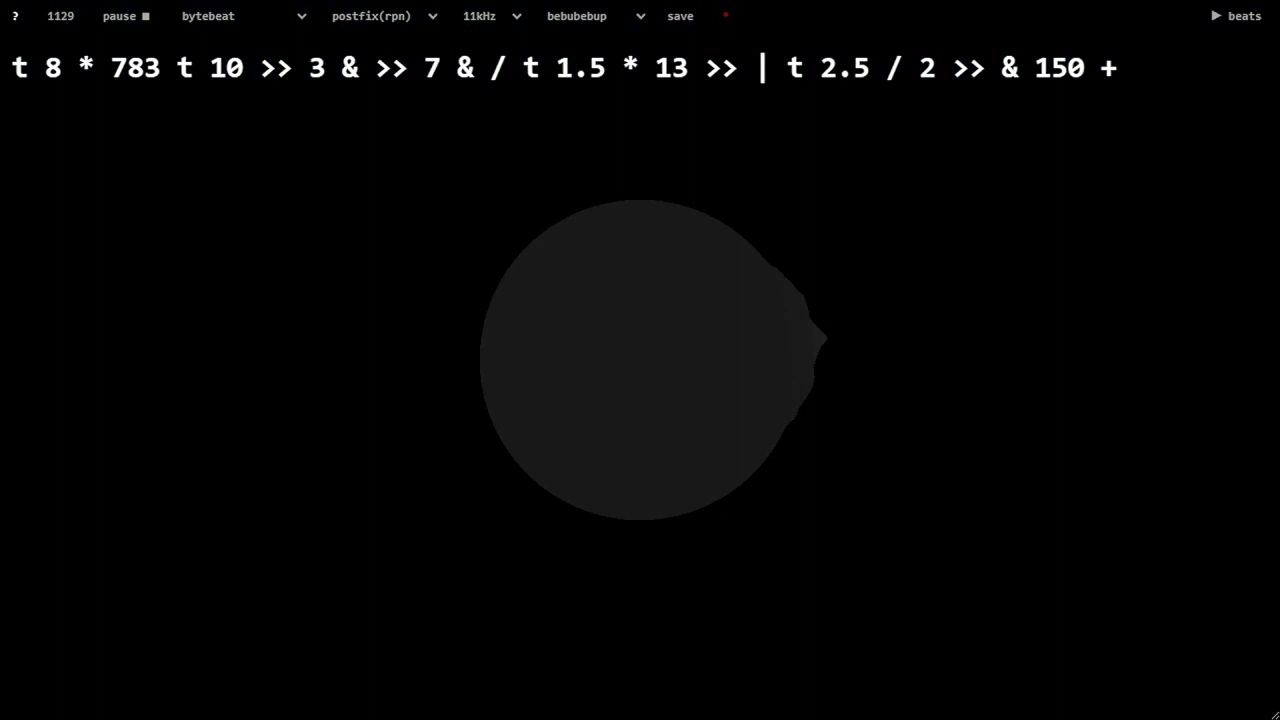 ? 1129 pause ■ bytebeat postfix(rpn) 11kHz bebubebup save * ▶ beats
t 8 * 783 t 10 >> 3 & >> 7 & / t 1.5 * 13 >> | t 2.5 / 2 >> & 150 +